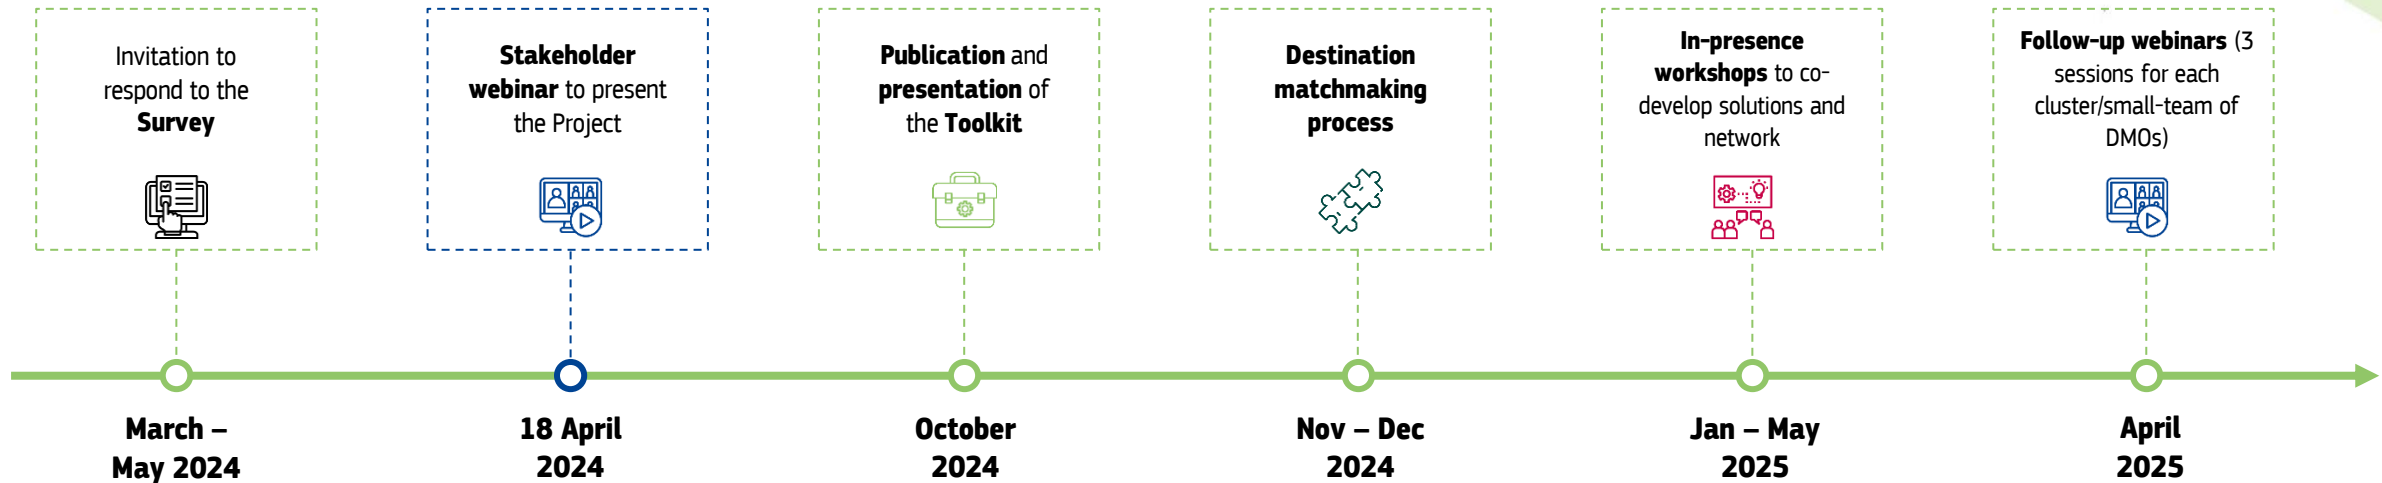 Invitation to
respond to the
Survey
Stakeholder
webinar to present
the Project
Publication and
presentation of
the Toolkit
Destination
matchmaking
process
In-presence
workshops to co-
develop solutions and
network
Follow-up webinars (3
sessions for each
cluster/small-team of
DMOs)
March –
May 2024
18 April
2024
October
2024
Nov – Dec
2024
Jan – May
2025
April
2025